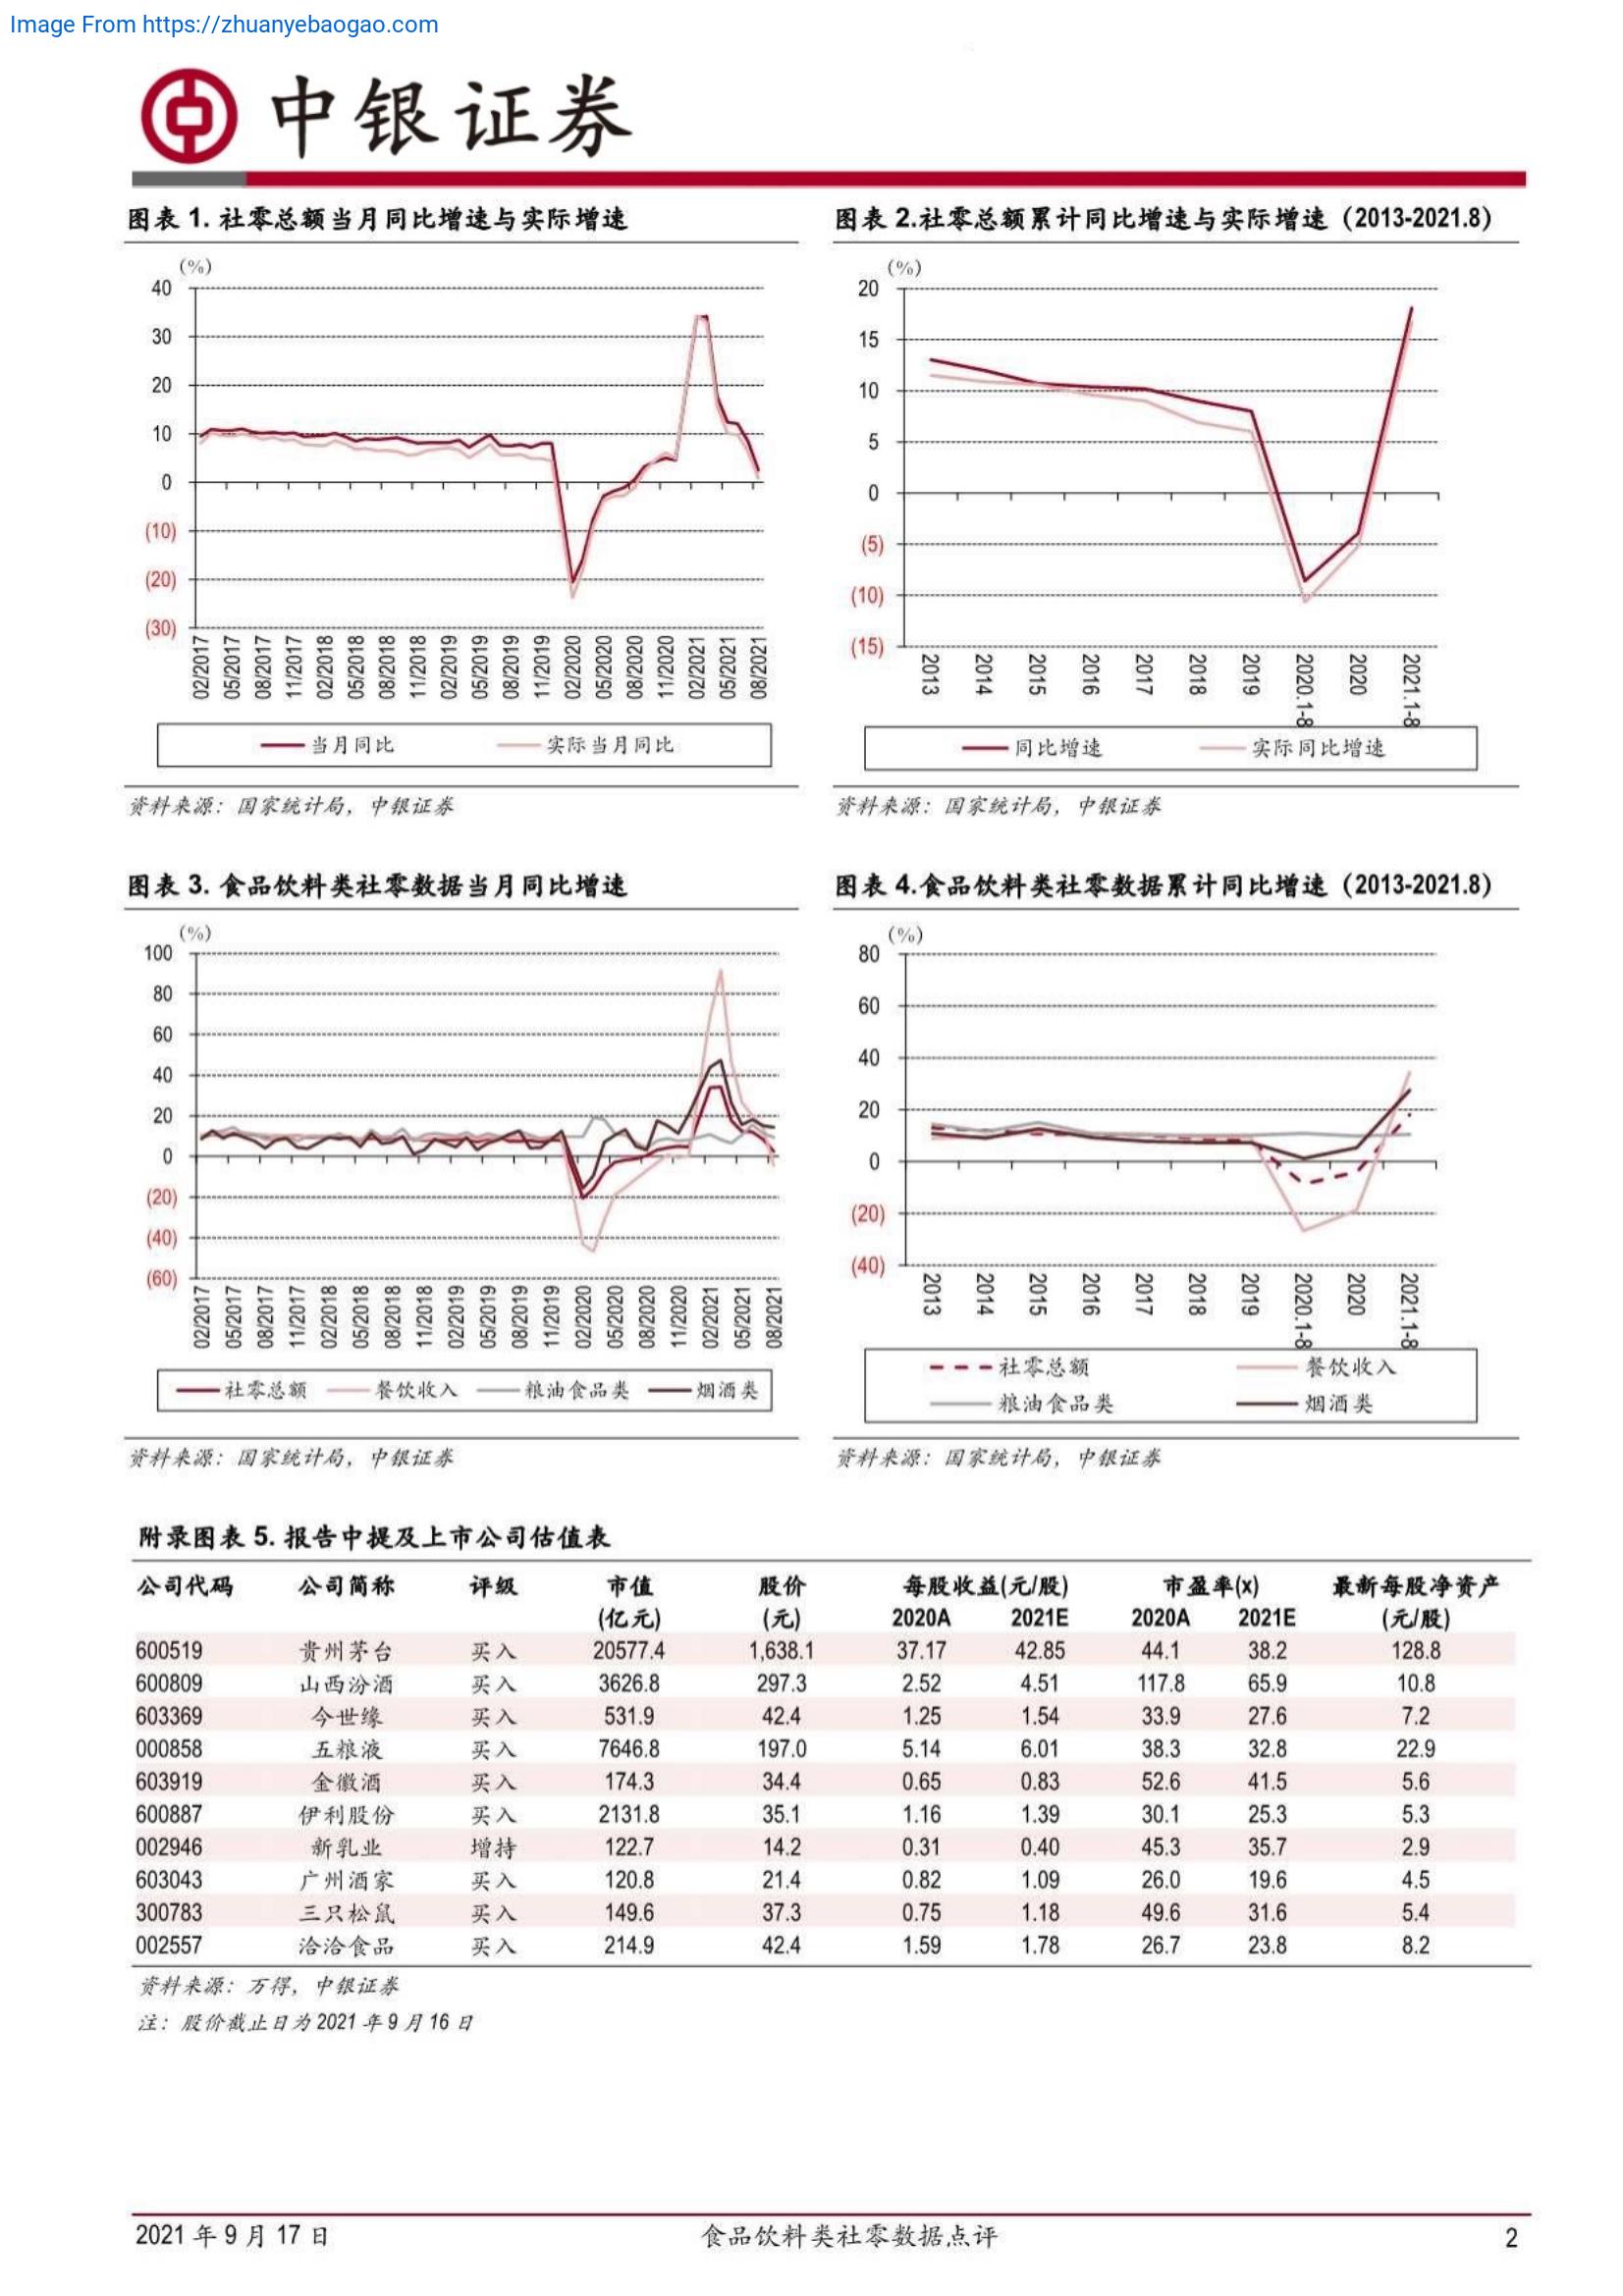 Image From https://zhuanyebaogao.com
中银证券
图表 1. 社零总额当月同比增速与实际增速
(%)
40
30
20
10
0
(10)
(20)
(30)
02/2017 05/2017 08/2017 11/2017 02/2018 05/2018 08/2018 11/2018 02/2019 05/2019 08/2019 11/2019 02/2020 05/2020 08/2020 11/2020 02/2021 05/2021 08/2021
当月同比 实际当月同比
资料来源：国家统计局，中银证券
图表 2.社零总额累计同比增速与实际增速（2013-2021.8）
(%)
20
15
10
5
0
(5)
(10)
(15)
2013 2014 2015 2016 2017 2018 2019 2020.1-8 2020 2021.1-8
同比增速 实际同比增速
资料来源：国家统计局，中银证券
图表 3. 食品饮料类社零数据当月同比增速
(%)
100
80
60
40
20
0
(20)
(40)
(60)
02/2017 05/2017 08/2017 11/2017 02/2018 05/2018 08/2018 11/2018 02/2019 05/2019 08/2019 11/2019 02/2020 05/2020 08/2020 11/2020 02/2021 05/2021 08/2021
社零总额 餐饮收入 粮油食品类 烟酒类
资料来源：国家统计局，中银证券
图表 4.食品饮料类社零数据累计同比增速（2013-2021.8）
(%)
80
60
40
20
0
(20)
(40)
2013 2014 2015 2016 2017 2018 2019 2020.1-8 2020 2021.1-8
社零总额 餐饮收入
粮油食品类 烟酒类
资料来源：国家统计局，中银证券
附录图表 5. 报告中提及上市公司估值表
公司代码 公司简称 评级 市值 股价 每股收益(元/股) 市盈率(x) 最新每股净资产
(亿元) (元) 2020A 2021E 2020A 2021E (元/股)
600519 贵州茅台 买入 20577.4 1,638.1 37.17 42.85 44.1 38.2 128.8
600809 山西汾酒 买入 3626.8 297.3 2.52 4.51 117.8 65.9 10.8
603369 今世缘 买入 531.9 42.4 1.25 1.54 33.9 27.6 7.2
000858 五粮液 买入 7646.8 197.0 5.14 6.01 38.3 32.8 22.9
603919 金徽酒 买入 174.3 34.4 0.65 0.83 52.6 41.5 5.6
600887 伊利股份 买入 2131.8 35.1 1.16 1.39 30.1 25.3 5.3
002946 新乳业 增持 122.7 14.2 0.31 0.40 45.3 35.7 2.9
603043 广州酒家 买入 120.8 21.4 0.82 1.09 26.0 19.6 4.5
300783 三只松鼠 买入 149.6 37.3 0.75 1.18 49.6 31.6 5.4
002557 洽洽食品 买入 214.9 42.4 1.59 1.78 26.7 23.8 8.2
资料来源：万得，中银证券
注：股价截止日为 2021 年 9 月 16 日
2021 年 9 月 17 日 食品饮料类社零数据点评 2